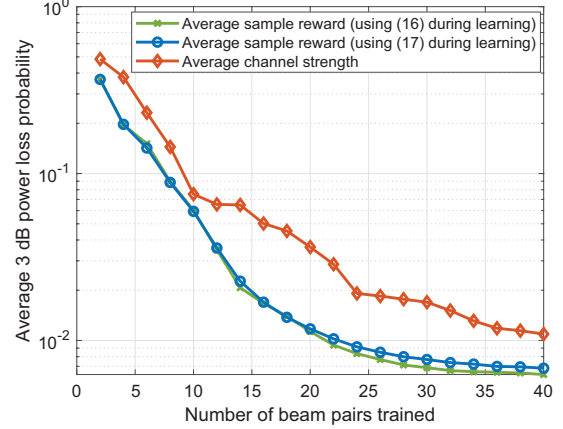 Average sample reward (using (16) during learning)
Average sample reward (using (17) during learning)
Average channel strength
Average 3 dB power loss probability
10^0
10^-1
10^-2
0 5 10 15 20 25 30 35 40
Number of beam pairs trained